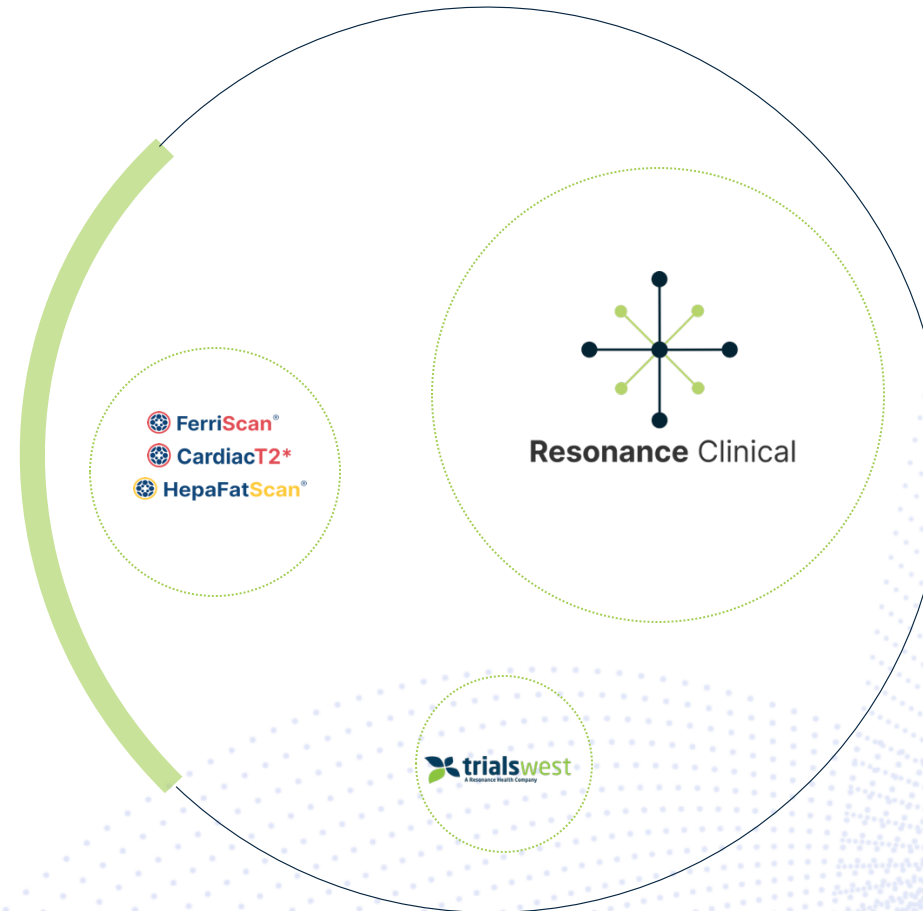 FerriScan®
CardiacT2*
HepaFatScan®
Resonance Clinical
trialswest
A Resonance Health Company